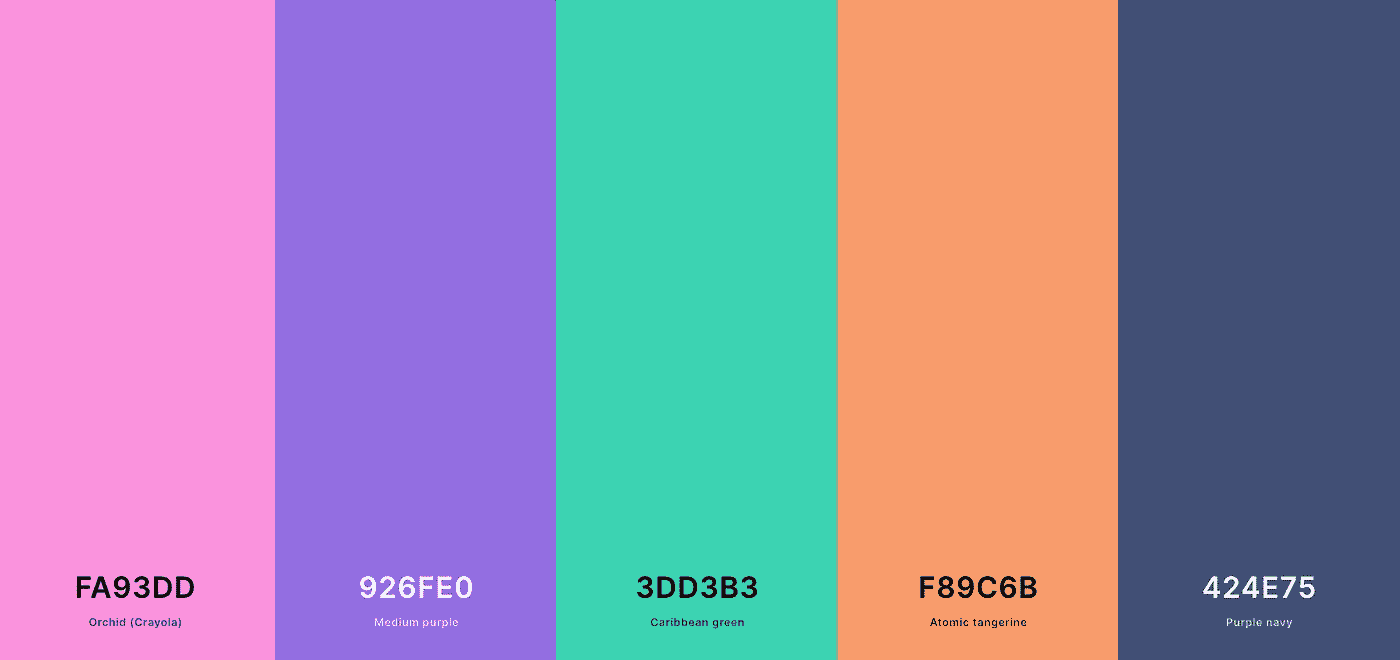 FA93DD
Orchid (Crayola)
926FE0
Medium purple
3DD3B3
Caribbean green
F89C6B
Atomic tangerine
424E75
Purple navy